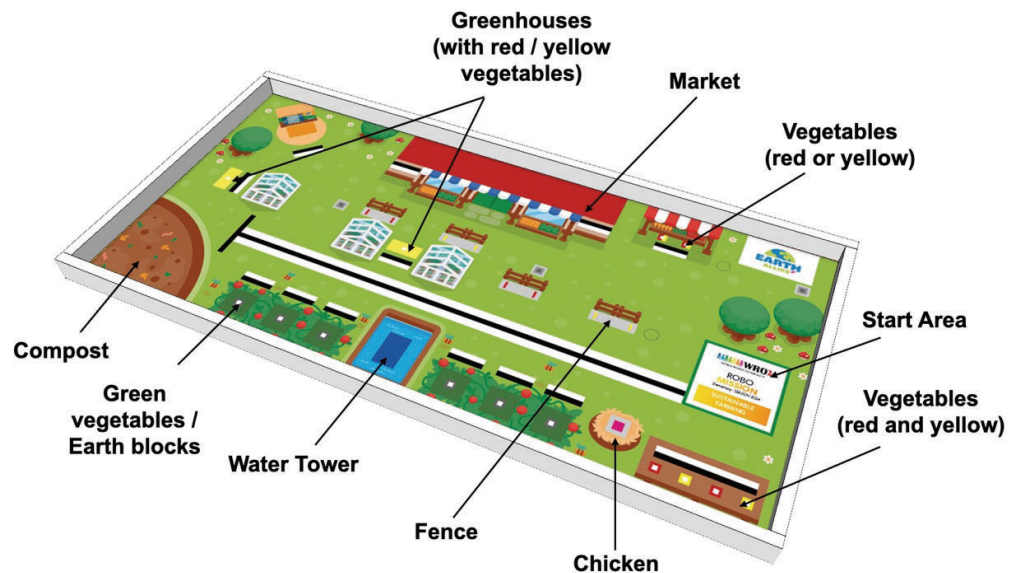 Greenhouses
(with red / yellow
vegetables)
Market
Vegetables
(red or yellow)
EARTH
ALLIES
Start Area
WRO
ROBO
MISSION
SUSTAINABLE
FARMING
Vegetables
(red and yellow)
Compost
Green
vegetables /
Earth blocks
Water Tower
Fence
Chicken